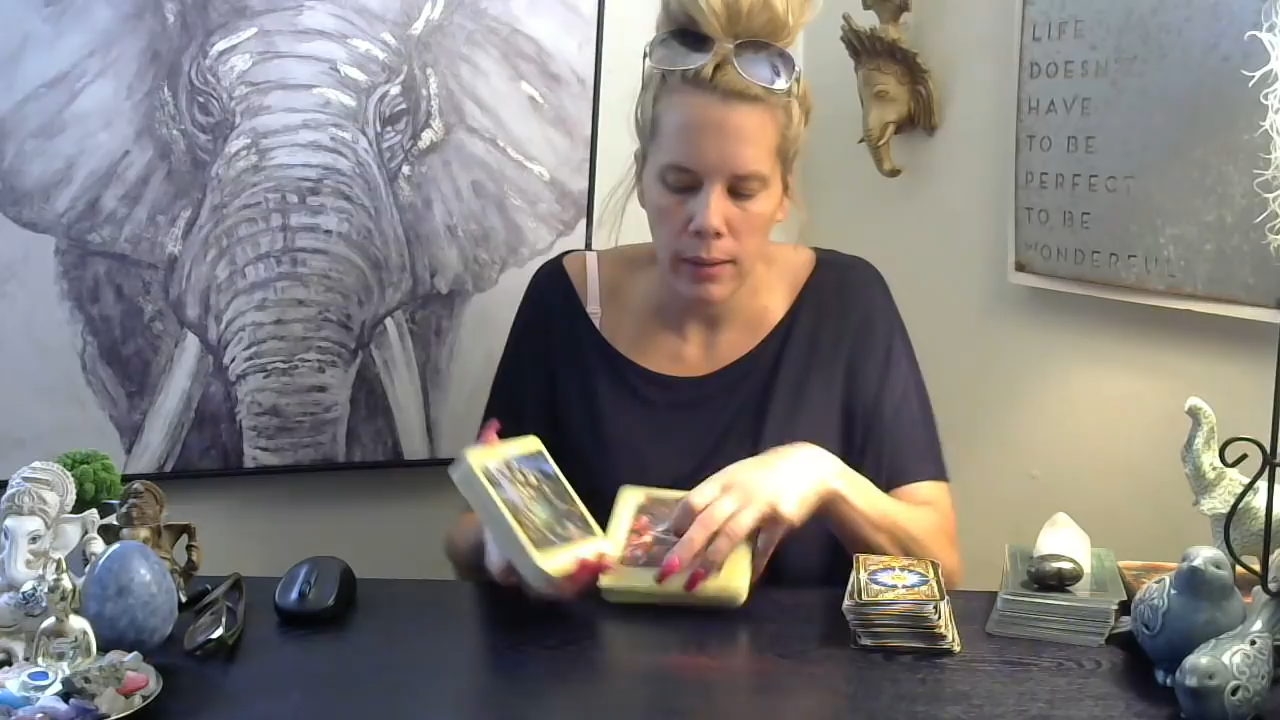 LIFE
DOESN'T
HAVE
TO BE
PERFECT
TO BE
WONDERFUL